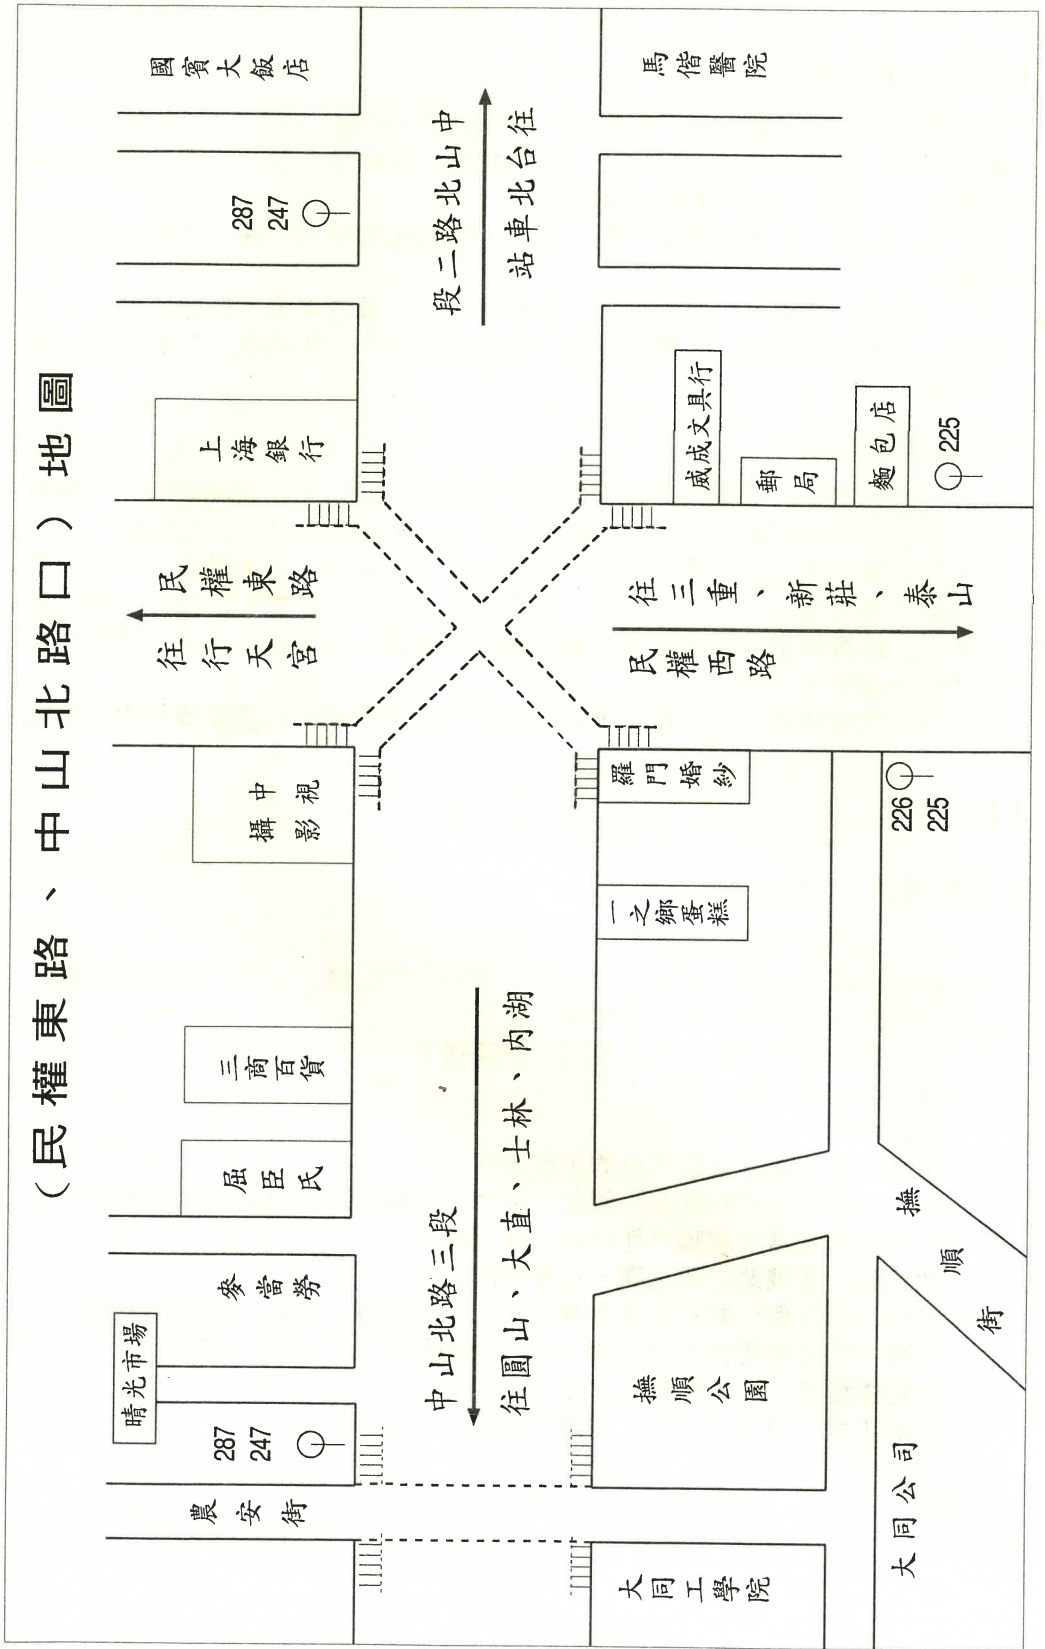 （民權東路、中山北路口）地圖
農安街
287
247
晴光市場
麥當勞
屈臣氏
三商百貨
中視
攝影
民權東路
往行天宮
上海銀行
287
247
國賓大飯店
中山北路三段
往圓山、大直、士林、內湖
中山北路二段
往台北車站
大同工學院
撫順公園
一之鄉蛋糕
羅門婚紗
往三重、新莊、泰山
民權西路
威成文具行
郵局
麵包店
225
馬偕醫院
大同公司
撫順街
226
225